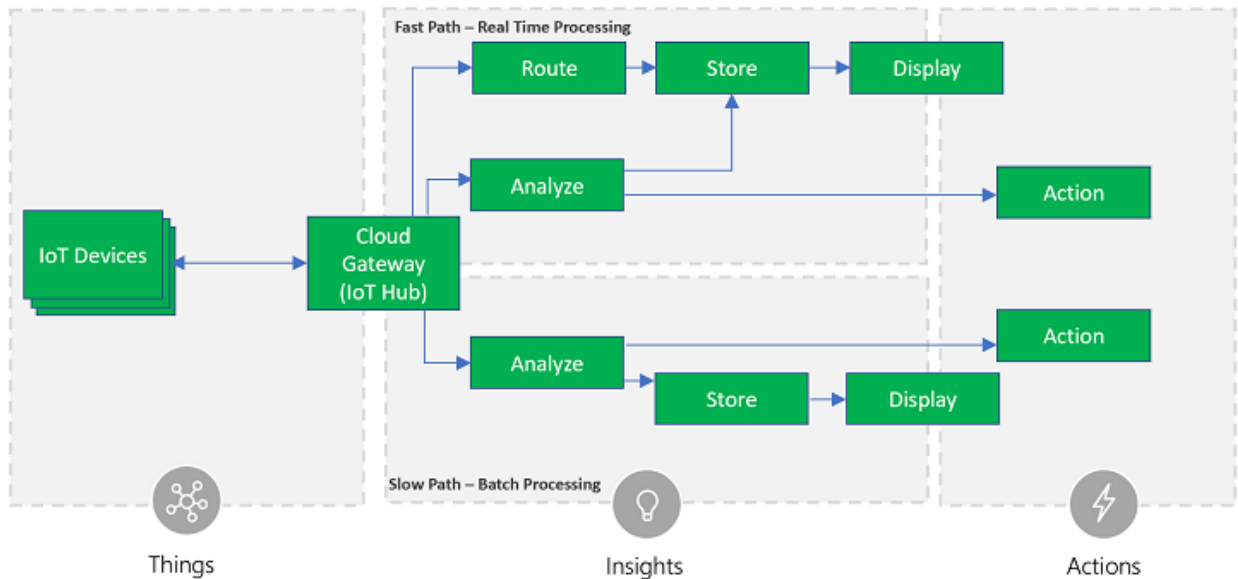 Fast Path – Real Time Processing
Route
Store
Display
Analyze
Action
IoT Devices
Cloud
Gateway
(IoT Hub)
Analyze
Action
Store
Display
Slow Path – Batch Processing
Things
Insights
Actions